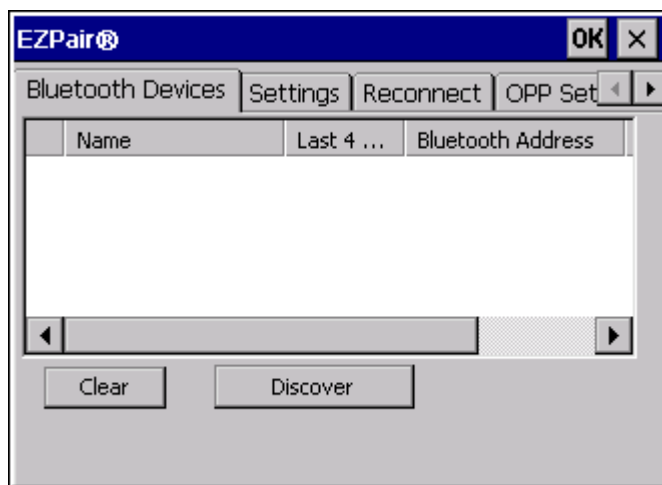 EZPair® OK
Bluetooth Devices Settings Reconnect OPP Set
Name Last 4 ... Bluetooth Address
Clear Discover